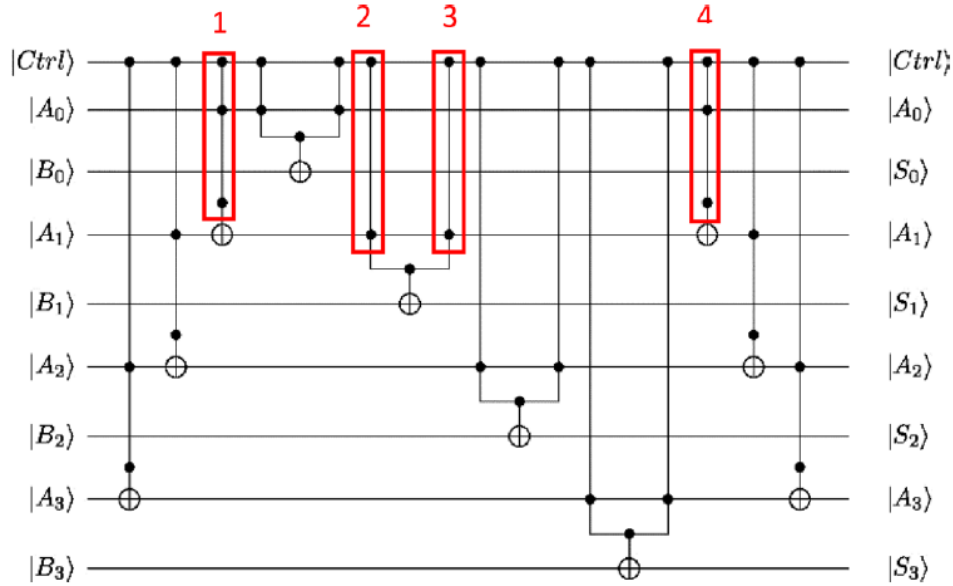 1 2 3 4
|Ctrl⟩ |Ctrl⟩
|A₀⟩ |A₀⟩
|B₀⟩ |S₀⟩
|A₁⟩ |A₁⟩
|B₁⟩ |S₁⟩
|A₂⟩ |A₂⟩
|B₂⟩ |S₂⟩
|A₃⟩ |A₃⟩
|B₃⟩ |S₃⟩